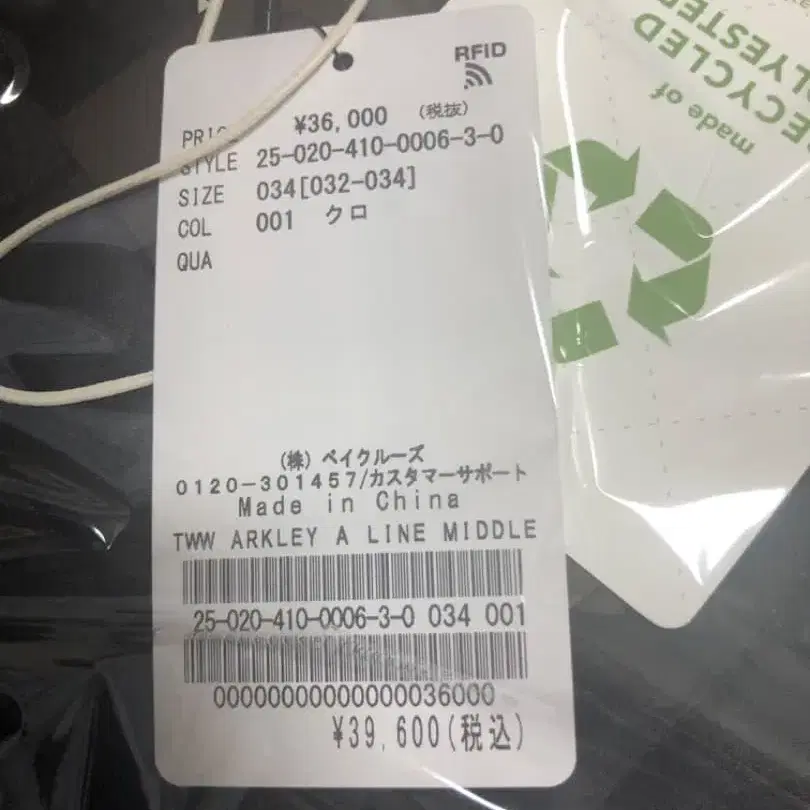 RFID
PRICE ¥36,000 (税抜)
STYLE 25-020-410-0006-3-0
SIZE 034[032-034]
COL 001 クロ
QUA
(株) ベイクルーズ
0120-301457/カスタマーサポート
Made in China
TWW ARKLEY A LINE MIDDLE
25-020-410-0006-3-0 034 001
00000000000000036000
¥39,600(税込)
made of
RECYCLED
POLYESTER